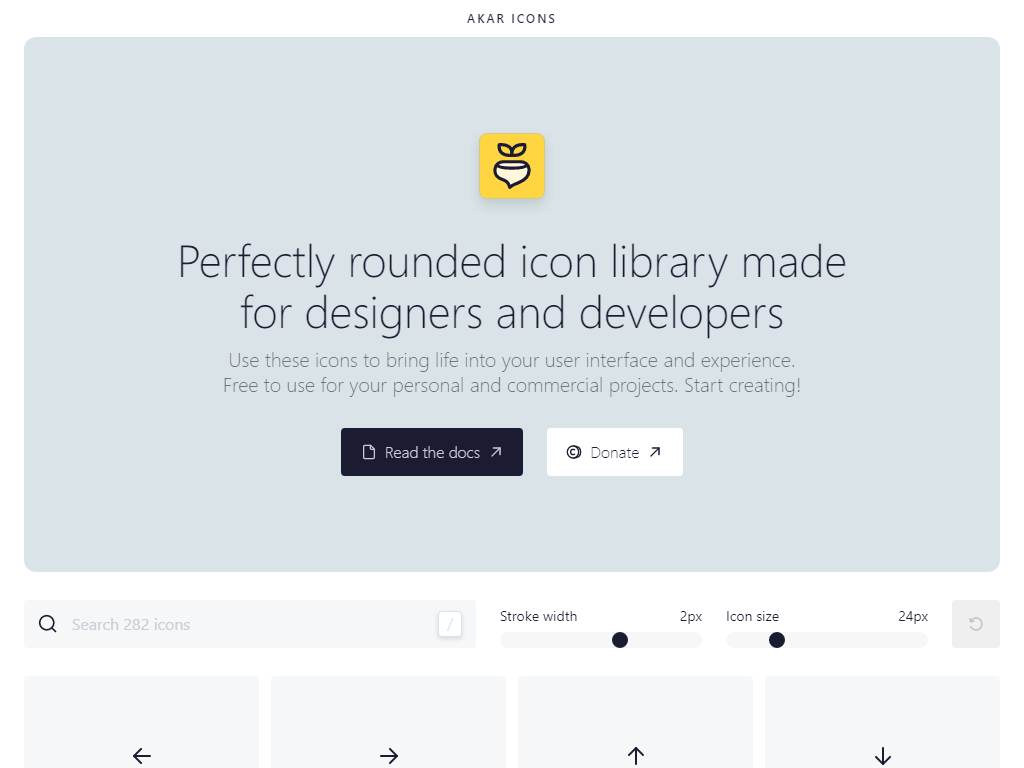 AKAR ICONS
Perfectly rounded icon library made
for designers and developers
Use these icons to bring life into your user interface and experience.
Free to use for your personal and commercial projects. Start creating!
Read the docs
Donate
Search 282 icons
/
Stroke width
2px
Icon size
24px